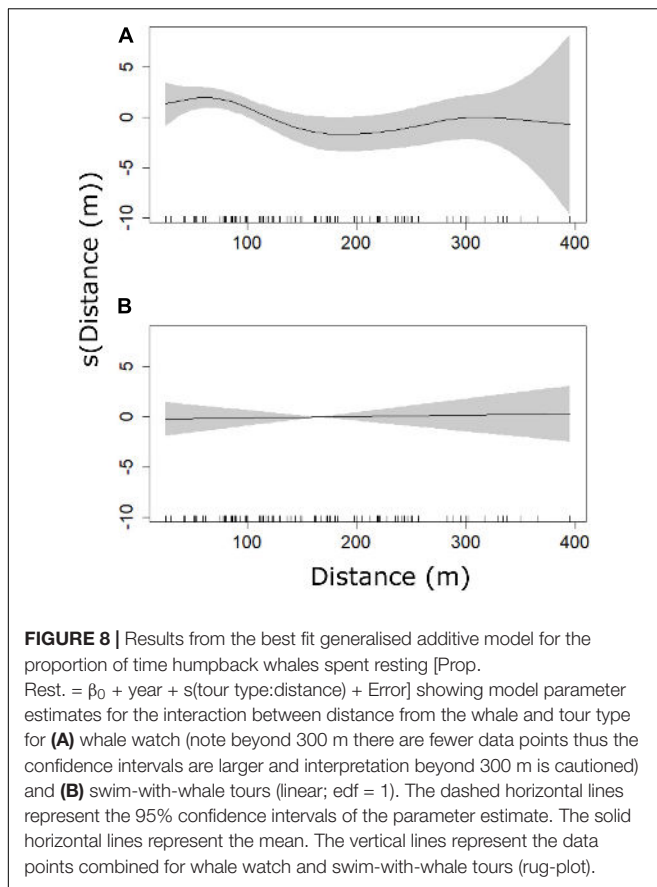 A
5
0
-5
-10
100
200
300
400
s(Distance (m))
B
5
0
-5
-10
100
200
300
400
Distance (m)
FIGURE 8 | Results from the best fit generalised additive model for the
proportion of time humpback whales spent resting [Prop.
Rest. = β₀ + year + s(tour type:distance) + Error] showing model parameter
estimates for the interaction between distance from the whale and tour type
for (A) whale watch (note beyond 300 m there are fewer data points thus the
confidence intervals are larger and interpretation beyond 300 m is cautioned)
and (B) swim-with-whale tours (linear; edf = 1). The dashed horizontal lines
represent the 95% confidence intervals of the parameter estimate. The solid
horizontal lines represent the mean. The vertical lines represent the data
points combined for whale watch and swim-with-whale tours (rug-plot).